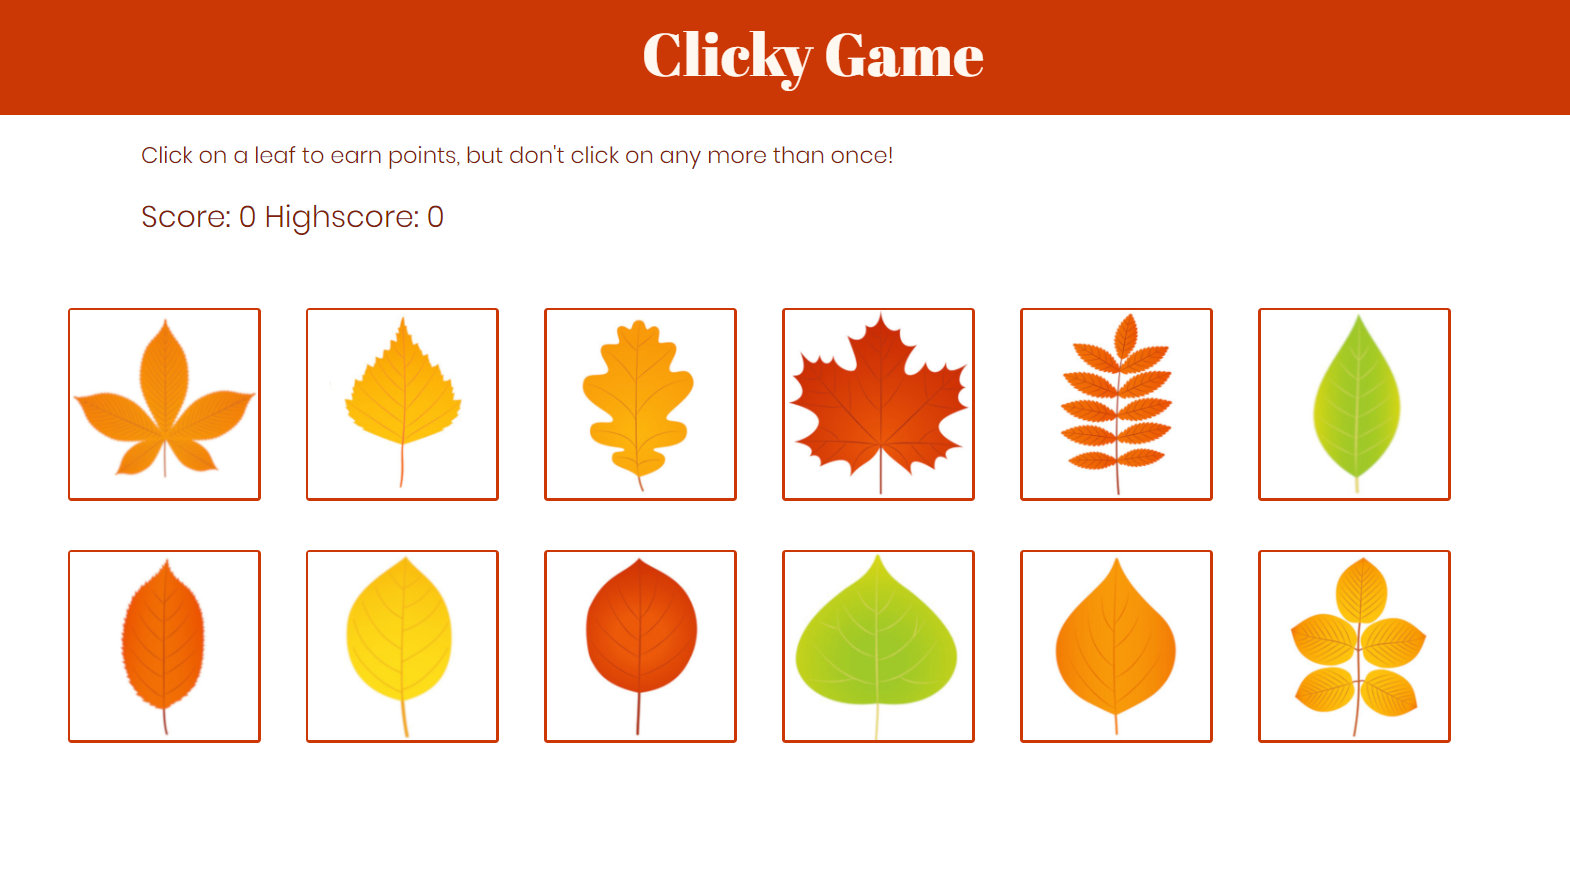 Clicky Game
Click on a leaf to earn points, but don't click on any more than once!
Score: 0 Highscore: 0